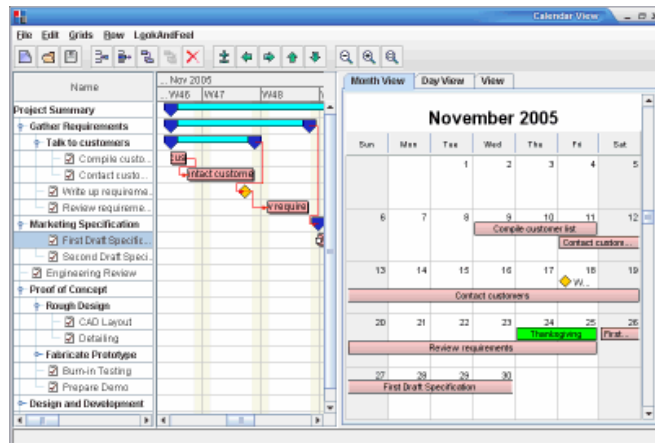 Calendar View
File Edit Grids Row LookAndFeel
Name
... Nov 2005
W46 W47 W48
Project Summary
Gather Requirements
Talk to customers
Compile custo...
Contact custo...
Write up requireme...
Review requireme...
Marketing Specification
First Draft Specific...
Second Draft Speci...
Engineering Review
Proof of Concept
Rough Design
CAD Layout
Detailing
Fabricate Prototype
Burn-in Testing
Prepare Demo
Design and Development
cus
ntact custome
v require
Month View Day View View
November 2005
Sun Mon Tue Wed Thu Fri Sat
1 2 3 4 5
6 7 8 9 10 11 12
Compile customer list
Contact custom...
13 14 15 16 17 18 19
W...
Contact customers
20 21 22 23 24 25 26
Thanksgiving First...
Review requirements
27 28 29 30
First Draft Specification